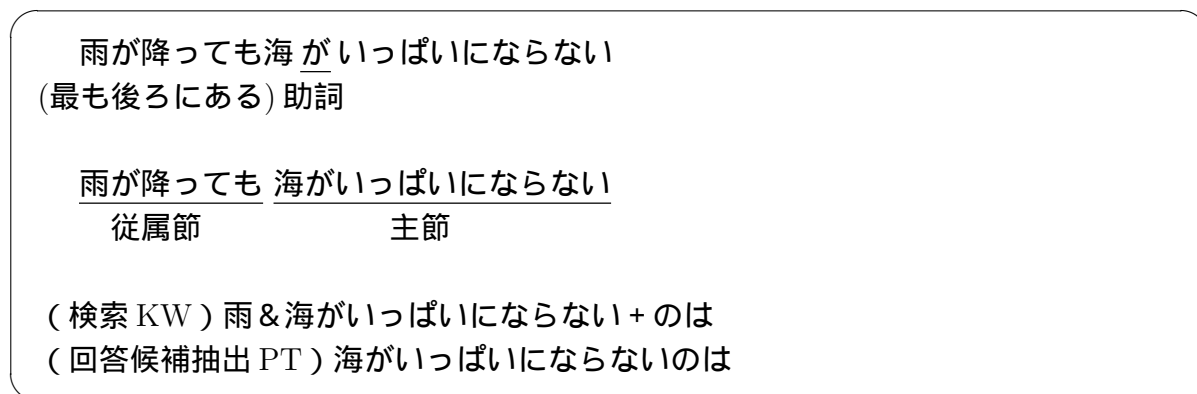 雨が降っても海がいっぱいにならない
(最も後ろにある) 助詞
雨が降っても 海がいっぱいにならない
従属節 主節
(検索 KW)雨&海がいっぱいにならない+のは
(回答候補抽出 PT)海がいっぱいにならないのは